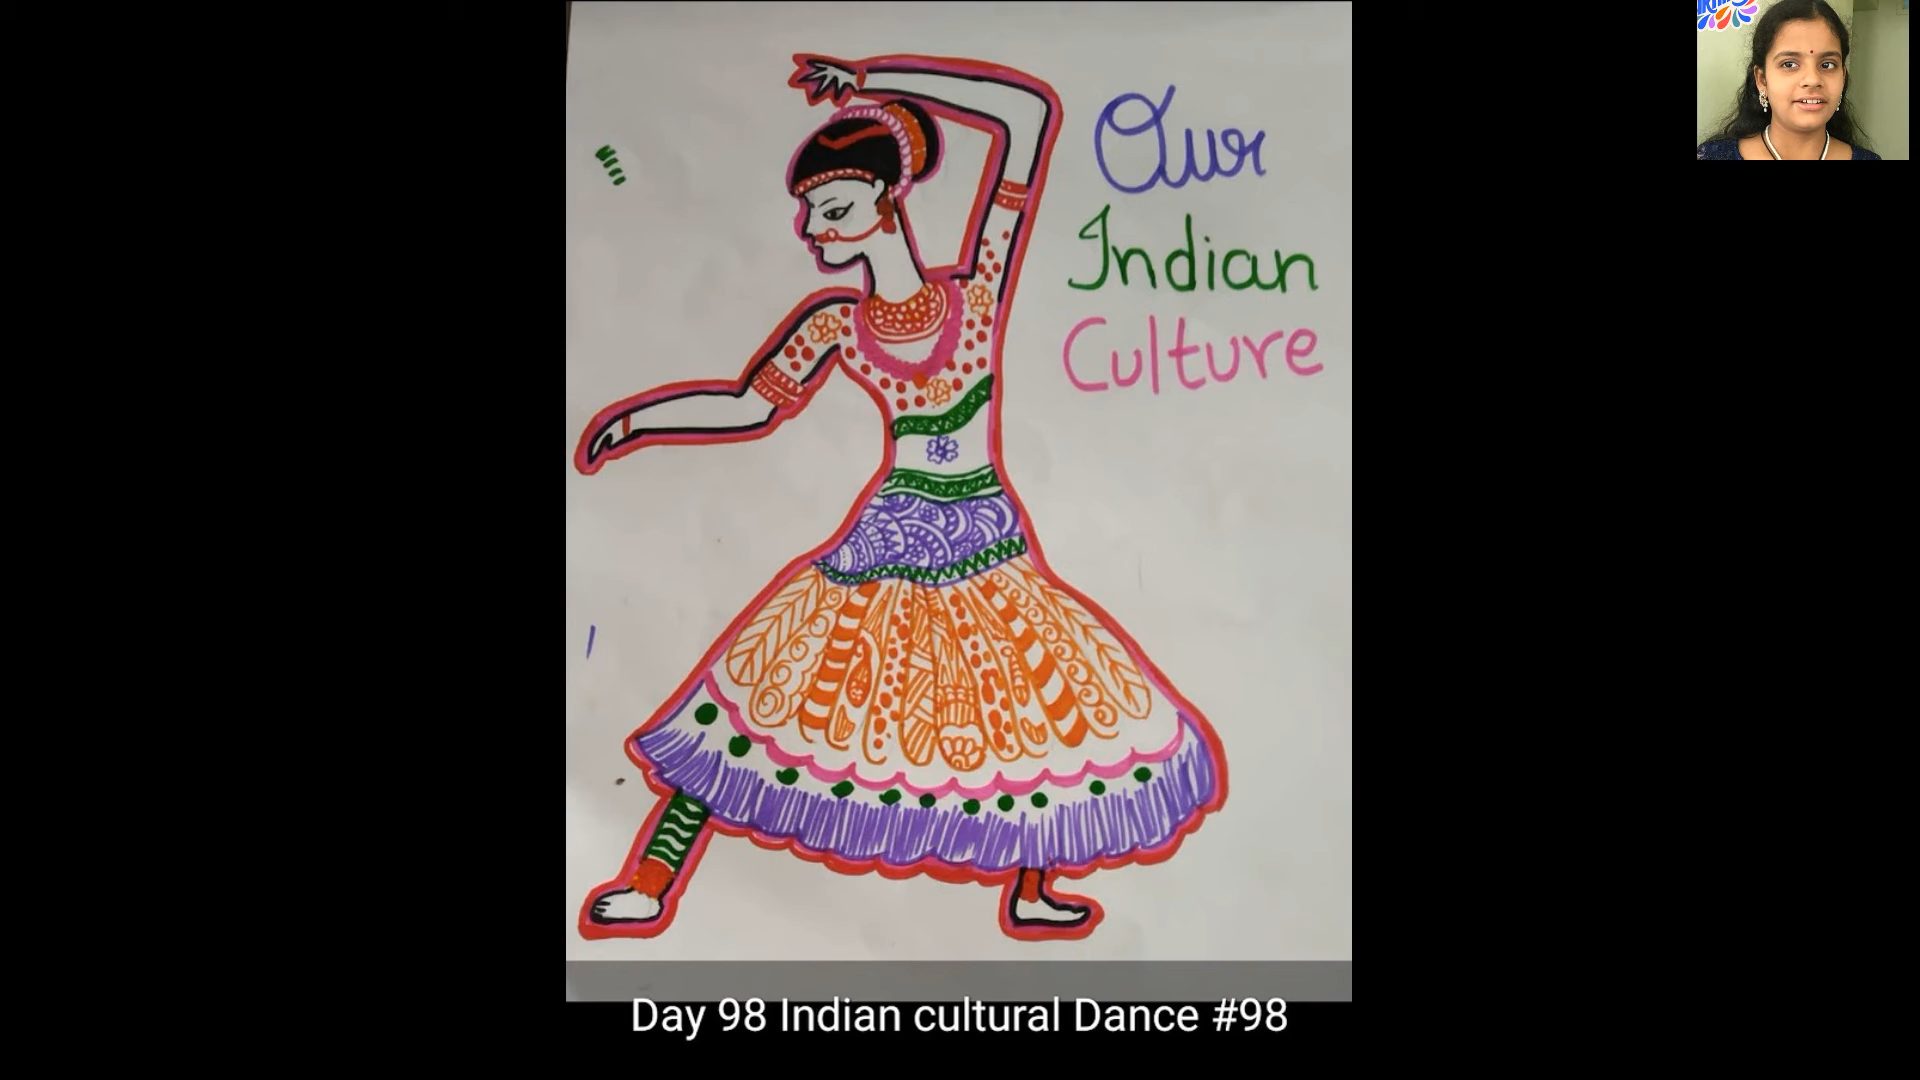 Our
Indian
Culture
Day 98 Indian cultural Dance #98